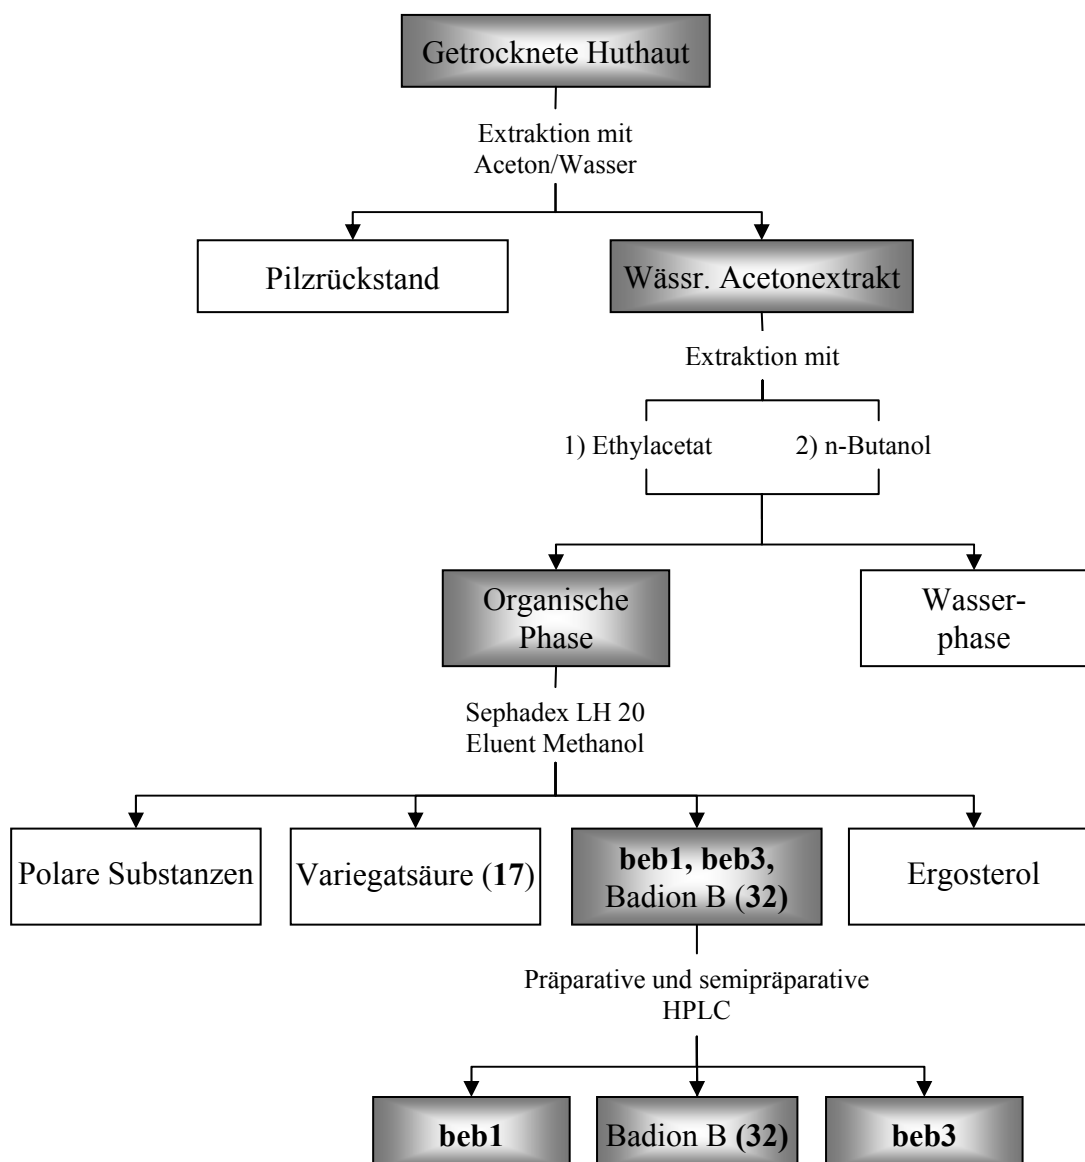 Getrocknete Huthaut
Extraktion mit
Aceton/Wasser
Pilzrückstand
Wässr. Acetonextrakt
Extraktion mit
1) Ethylacetat
2) n-Butanol
Organische
Phase
Wasser-
phase
Sephadex LH 20
Eluent Methanol
Polare Substanzen
Variegatsäure (17)
beb1, beb3,
Badion B (32)
Ergosterol
Präparative und semipräparative
HPLC
beb1
Badion B (32)
beb3